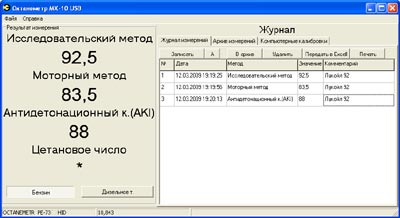 Октанометр МК-10 USB
Файл Справка
Результат измерения
Исследовательский метод
92,5
Моторный метод
83,5
Антидетонационный к.(AKI)
88
Цетановое число
*
Бензин Дизельное т.
Журнал
Журнал измерений Архив измерений Компьютерные калибровки
Записать А В архив Удалить Передать в Excell Печать
№ Дата Метод Значение Комментарий
1 12.03.2009 19:19:25 Исследовательский метод 92.5 Лукойл 92
2 12.03.2009 19:19:56 Моторный метод 83.5 Лукойл 92
3 12.03.2009 19:20:13 Антидетонационный к.(AKI) 88 Лукойл 92
OCTANEMETR PE-73 HID 18,843